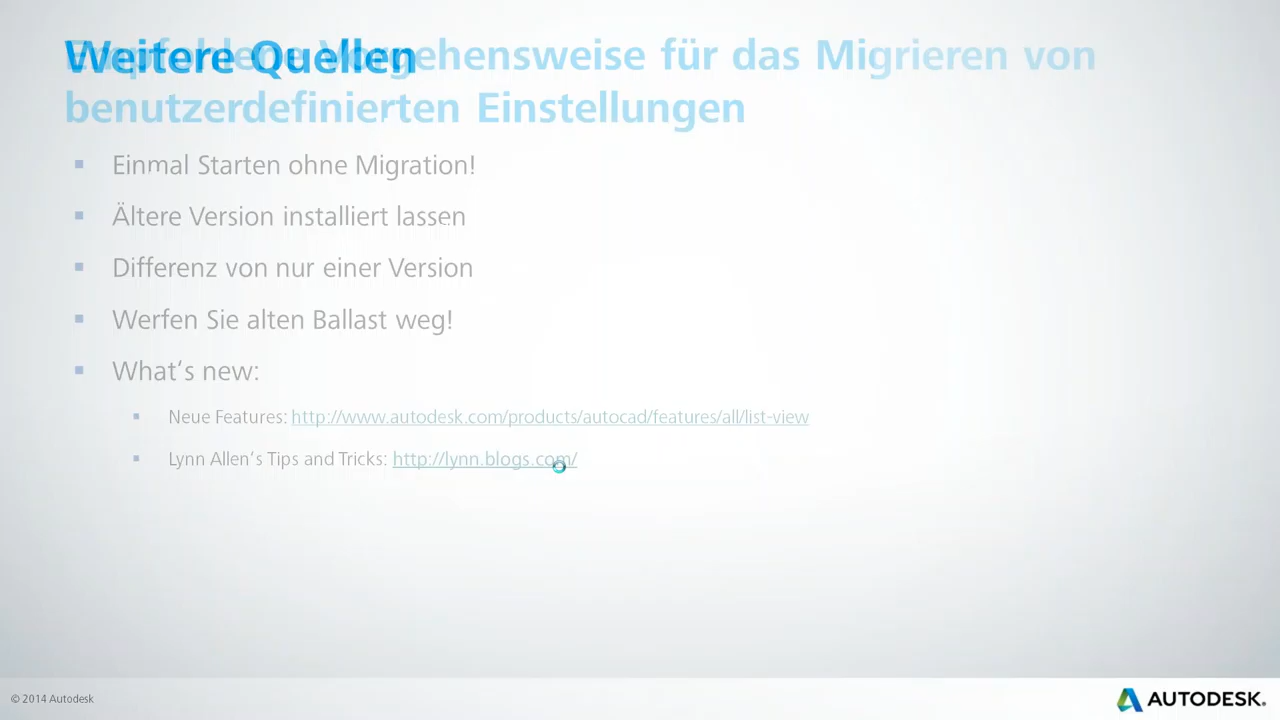 Weitere Quellen
Empfohlene Vorgehensweise für das Migrieren von
benutzerdefinierten Einstellungen
Einmal Starten ohne Migration!
Ältere Version installiert lassen
Differenz von nur einer Version
Werfen Sie alten Ballast weg!
What's new:
Neue Features: http://www.autodesk.com/products/autocad/features/all/list-view
Lynn Allen's Tips and Tricks: http://lynn.blogs.com/
© 2014 Autodesk
AUTODESK.